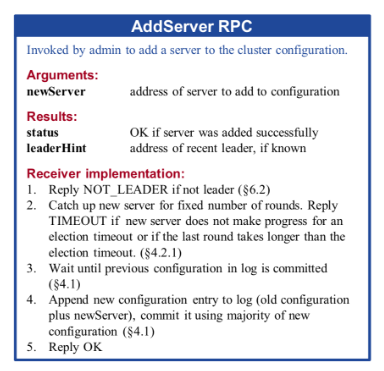 AddServer RPC
Invoked by admin to add a server to the cluster configuration.
Arguments:
newServer address of server to add to configuration
Results:
status OK if server was added successfully
leaderHint address of recent leader, if known
Receiver implementation:
1. Reply NOT_LEADER if not leader (§6.2)
2. Catch up new server for fixed number of rounds. Reply
TIMEOUT if new server does not make progress for an
election timeout or if the last round takes longer than the
election timeout. (§4.2.1)
3. Wait until previous configuration in log is committed
(§4.1)
4. Append new configuration entry to log (old configuration
plus newServer), commit it using majority of new
configuration (§4.1)
5. Reply OK